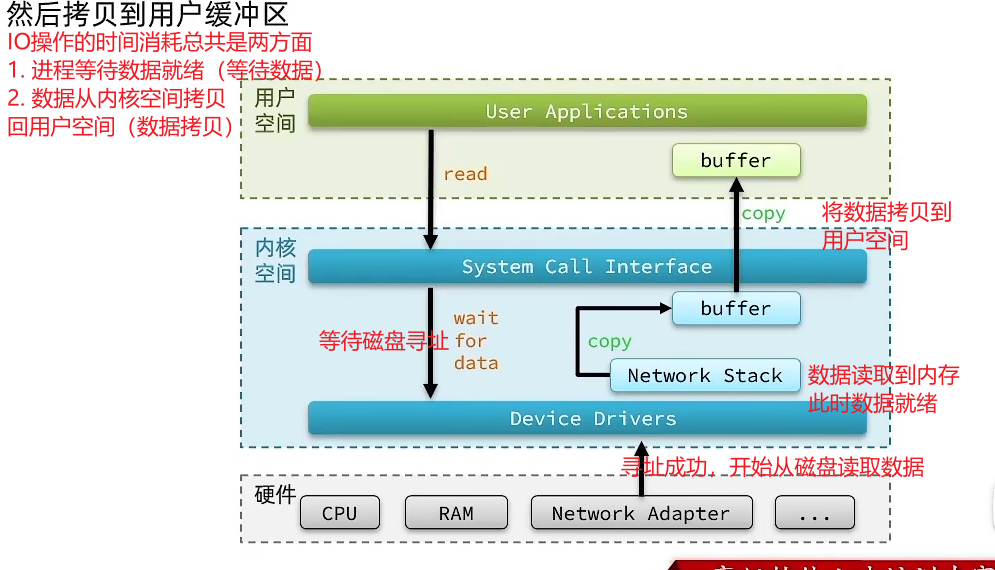 然后拷贝到用户缓冲区
IO操作的时间消耗总共是两方面
1. 进程等待数据就绪（等待数据）
2. 数据从内核空间拷贝
回用户空间（数据拷贝）
用户
空间
User Applications
buffer
read
copy
将数据拷贝到
用户空间
内核
空间
System Call Interface
buffer
wait
for
data
等待磁盘寻址
copy
Network Stack
数据读取到内存
此时数据就绪
Device Drivers
寻址成功，开始从磁盘读取数据
硬件
CPU
RAM
Network Adapter
...